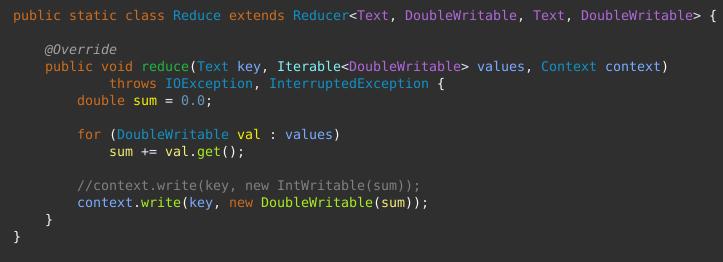 public static class Reduce extends Reducer<Text, DoubleWritable, Text, DoubleWritable> {
@Override
public void reduce(Text key, Iterable<DoubleWritable> values, Context context)
throws IOException, InterruptedException {
double sum = 0.0;
for (DoubleWritable val : values)
sum += val.get();
//context.write(key, new IntWritable(sum));
context.write(key, new DoubleWritable(sum));
}
}